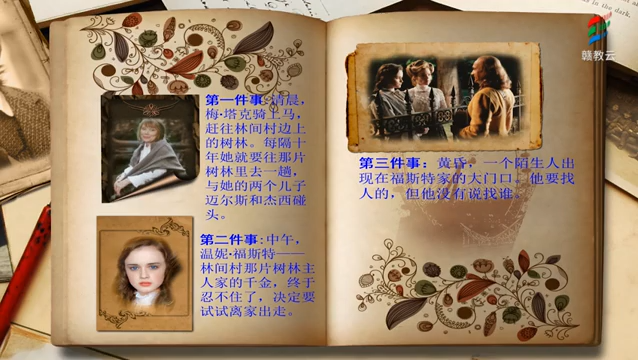 赣教云
第一件事:清晨，
梅·塔克骑上马，
赶往林间村边上
的树林。每隔十
年她就要往那片
树林里去一趟，
与她的两个儿子
迈尔斯和杰西碰
头。
第二件事:中午，
温妮·福斯特——
林间村那片树林主
人家的千金，终于
忍不住了，决定要
试试离家出走。
第三件事：黄昏，一个陌生人出
现在福斯特家的大门口。他要找
人的，但他没有说找谁。